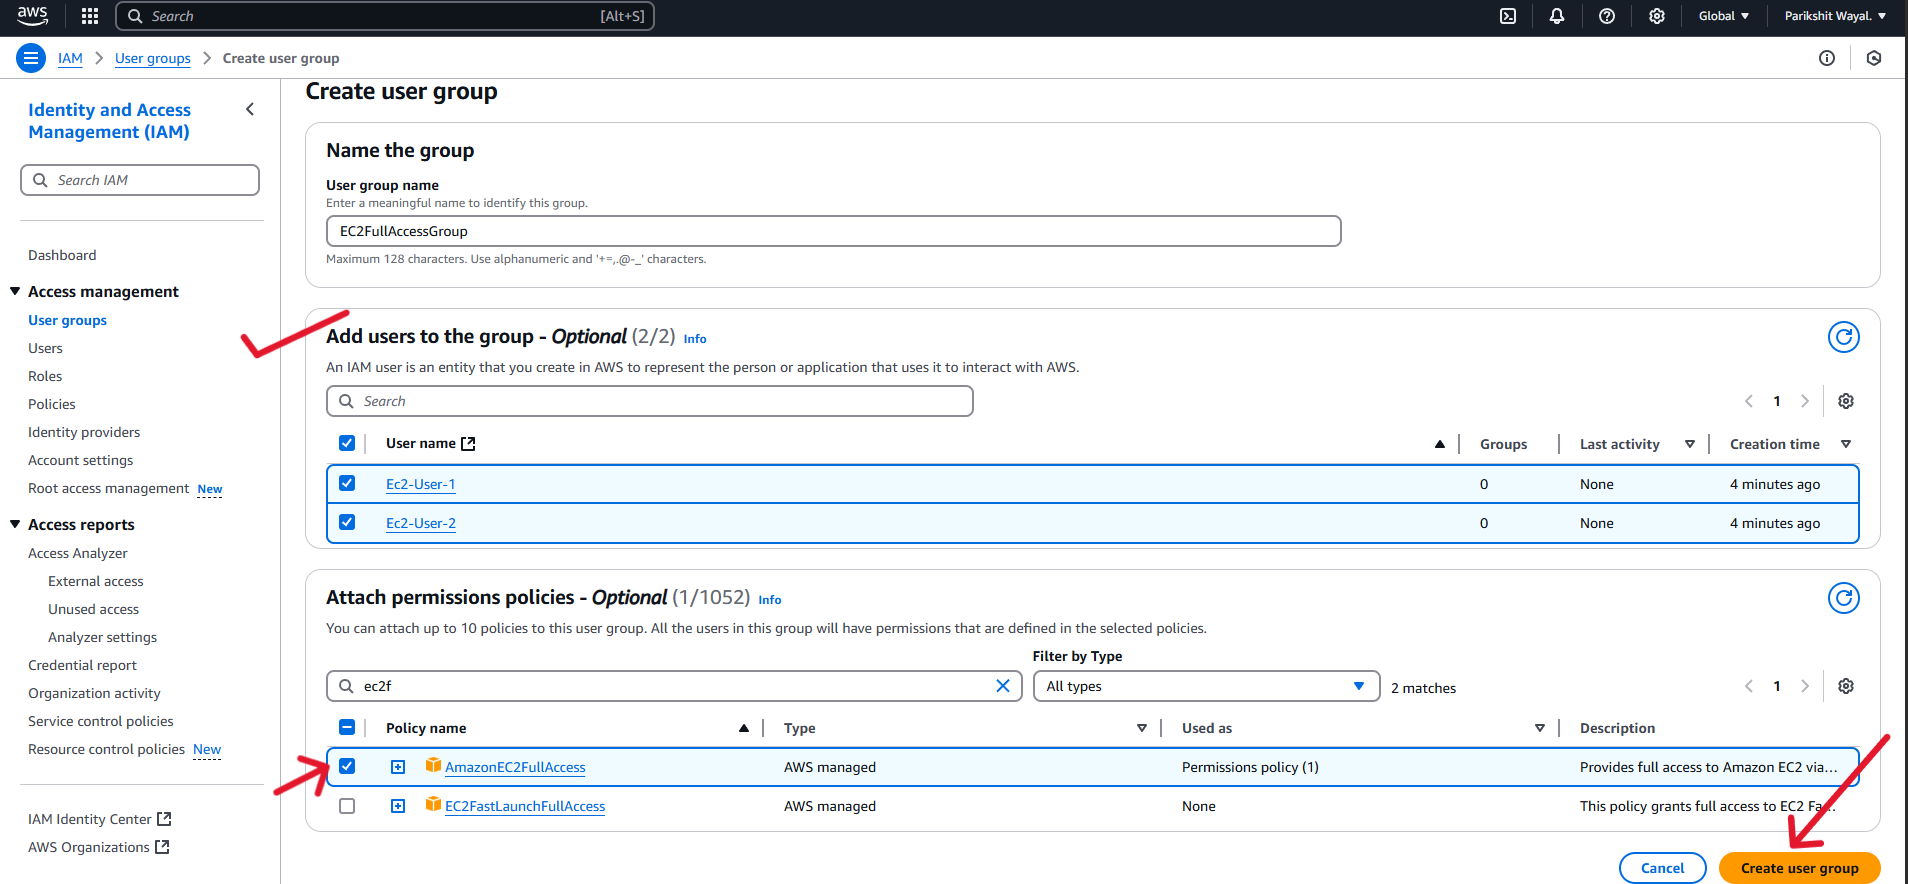 aws Search [Alt+S] Global Parikshit Wayal.
IAM User groups Create user group
Identity and Access
Management (IAM)
Search IAM
Dashboard
Access management
User groups
Users
Roles
Policies
Identity providers
Account settings
Root access management New
Access reports
Access Analyzer
External access
Unused access
Analyzer settings
Credential report
Organization activity
Service control policies
Resource control policies New
IAM Identity Center
AWS Organizations
Create user group
Name the group
User group name
Enter a meaningful name to identify this group.
EC2FullAccessGroup
Maximum 128 characters. Use alphanumeric and '+=,.@-_' characters.
Add users to the group - Optional (2/2) Info
An IAM user is an entity that you create in AWS to represent the person or application that uses it to interact with AWS.
Search
1
User name Groups Last activity Creation time
Ec2-User-1 0 None 4 minutes ago
Ec2-User-2 0 None 4 minutes ago
Attach permissions policies - Optional (1/1052) Info
You can attach up to 10 policies to this user group. All the users in this group will have permissions that are defined in the selected policies.
Filter by Type
ec2f All types 2 matches 1
Policy name Type Used as Description
AmazonEC2FullAccess AWS managed Permissions policy (1) Provides full access to Amazon EC2 via...
EC2FastLaunchFullAccess AWS managed None This policy grants full access to EC2 Fa...
Cancel Create user group